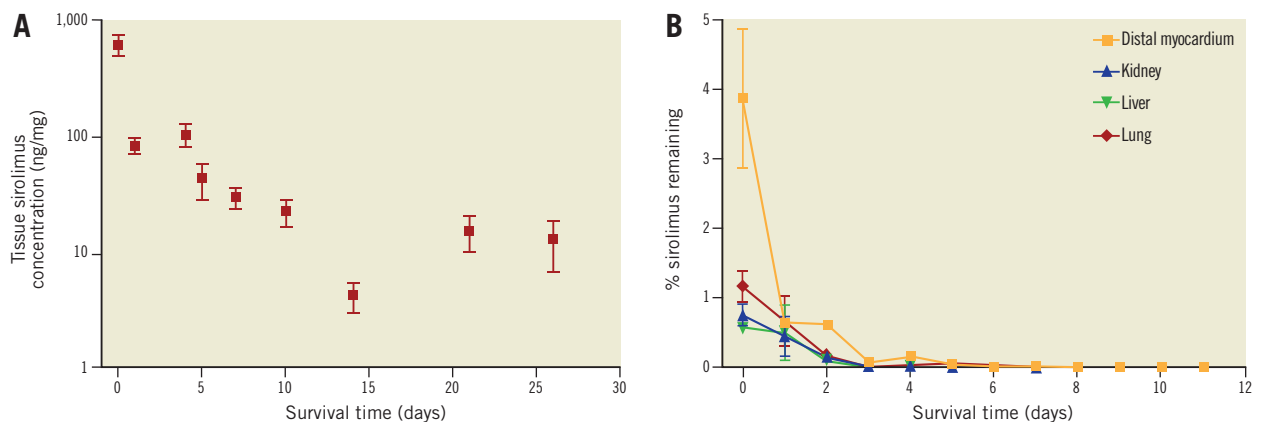 A
1,000
100
10
1
Tissue sirolimus
concentration (ng/mg)
0 5 10 15 20 25 30
Survival time (days)
B
5
4
3
2
1
0
% sirolimus remaining
Distal myocardium
Kidney
Liver
Lung
0 2 4 6 8 10 12
Survival time (days)